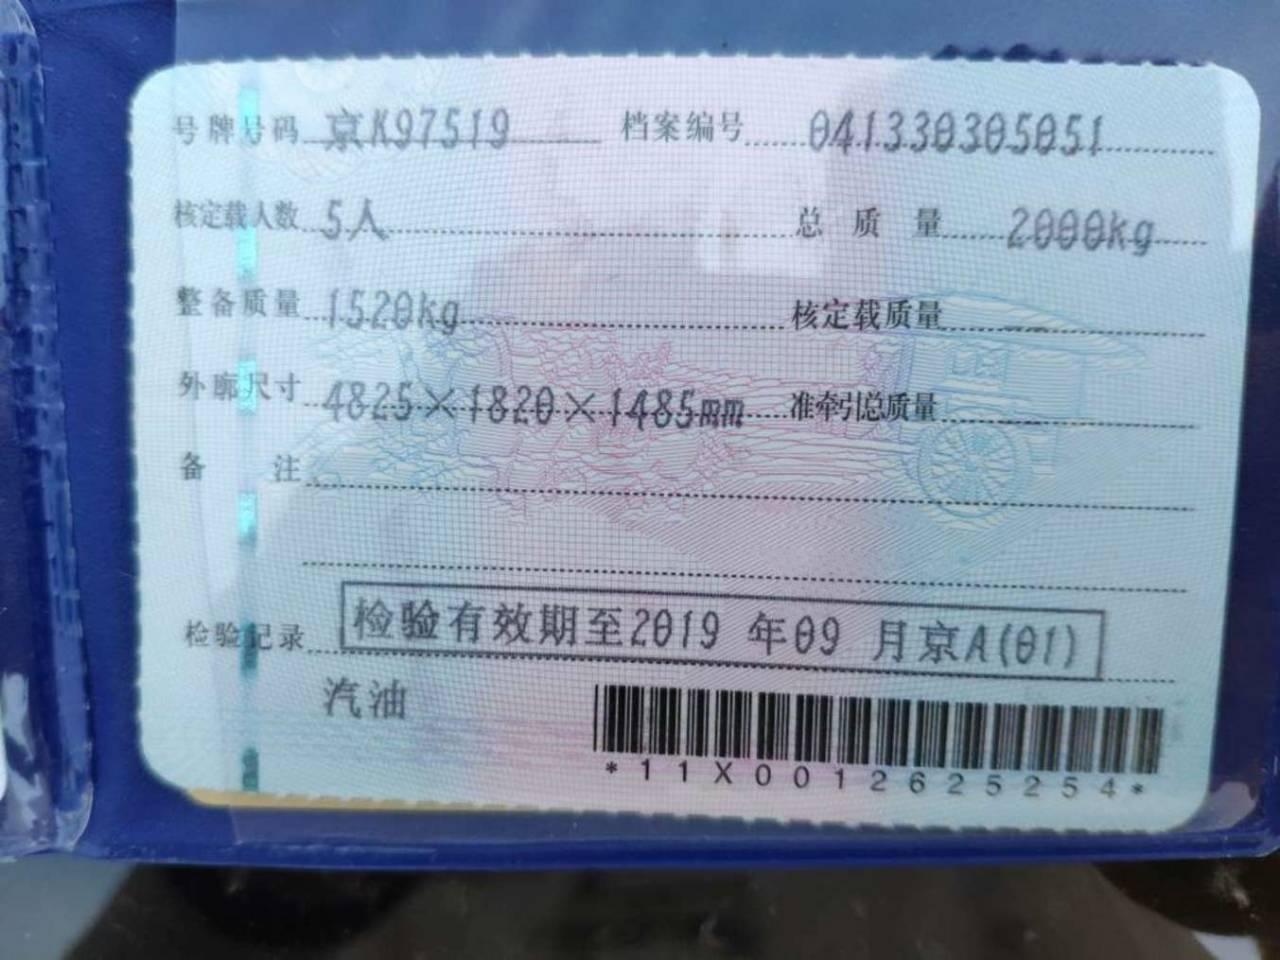 号牌号码 京K97519 档案编号 041330305051
核定载人数 5人 总质量 2000kg
整备质量 1520kg 核定载质量 --
外廓尺寸 4825×1820×1485mm 准牵引总质量
备注
检验记录 检验有效期至2019 年09 月京A(01)
汽油
*11X0012625254*